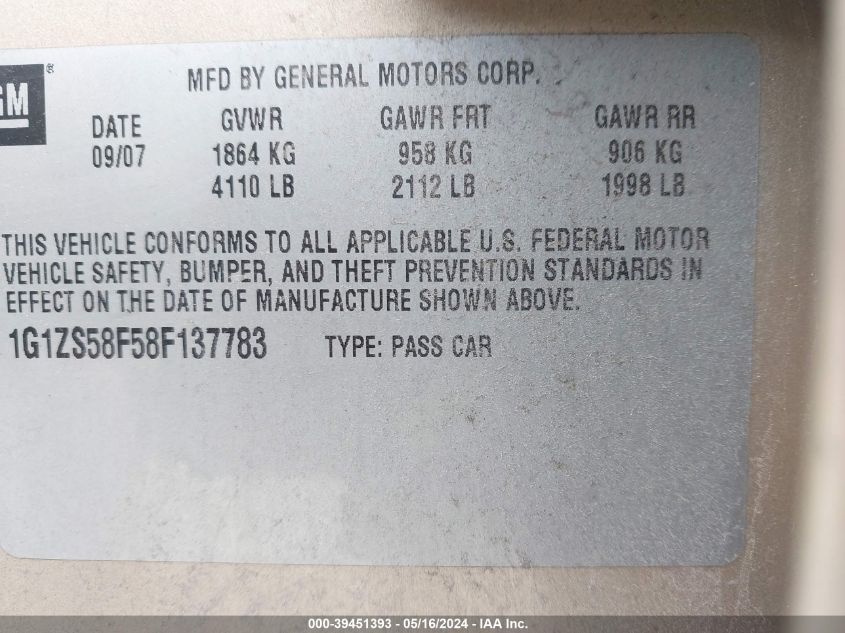 GM ®
MFD BY GENERAL MOTORS CORP.
DATE GVWR GAWR FRT GAWR RR
09/07 1864 KG 958 KG 906 KG
4110 LB 2112 LB 1998 LB
THIS VEHICLE CONFORMS TO ALL APPLICABLE U.S. FEDERAL MOTOR
VEHICLE SAFETY, BUMPER, AND THEFT PREVENTION STANDARDS IN
EFFECT ON THE DATE OF MANUFACTURE SHOWN ABOVE.
1G1ZS58F58F137783 TYPE: PASS CAR
000-39451393 - 05/16/2024 - IAA Inc.